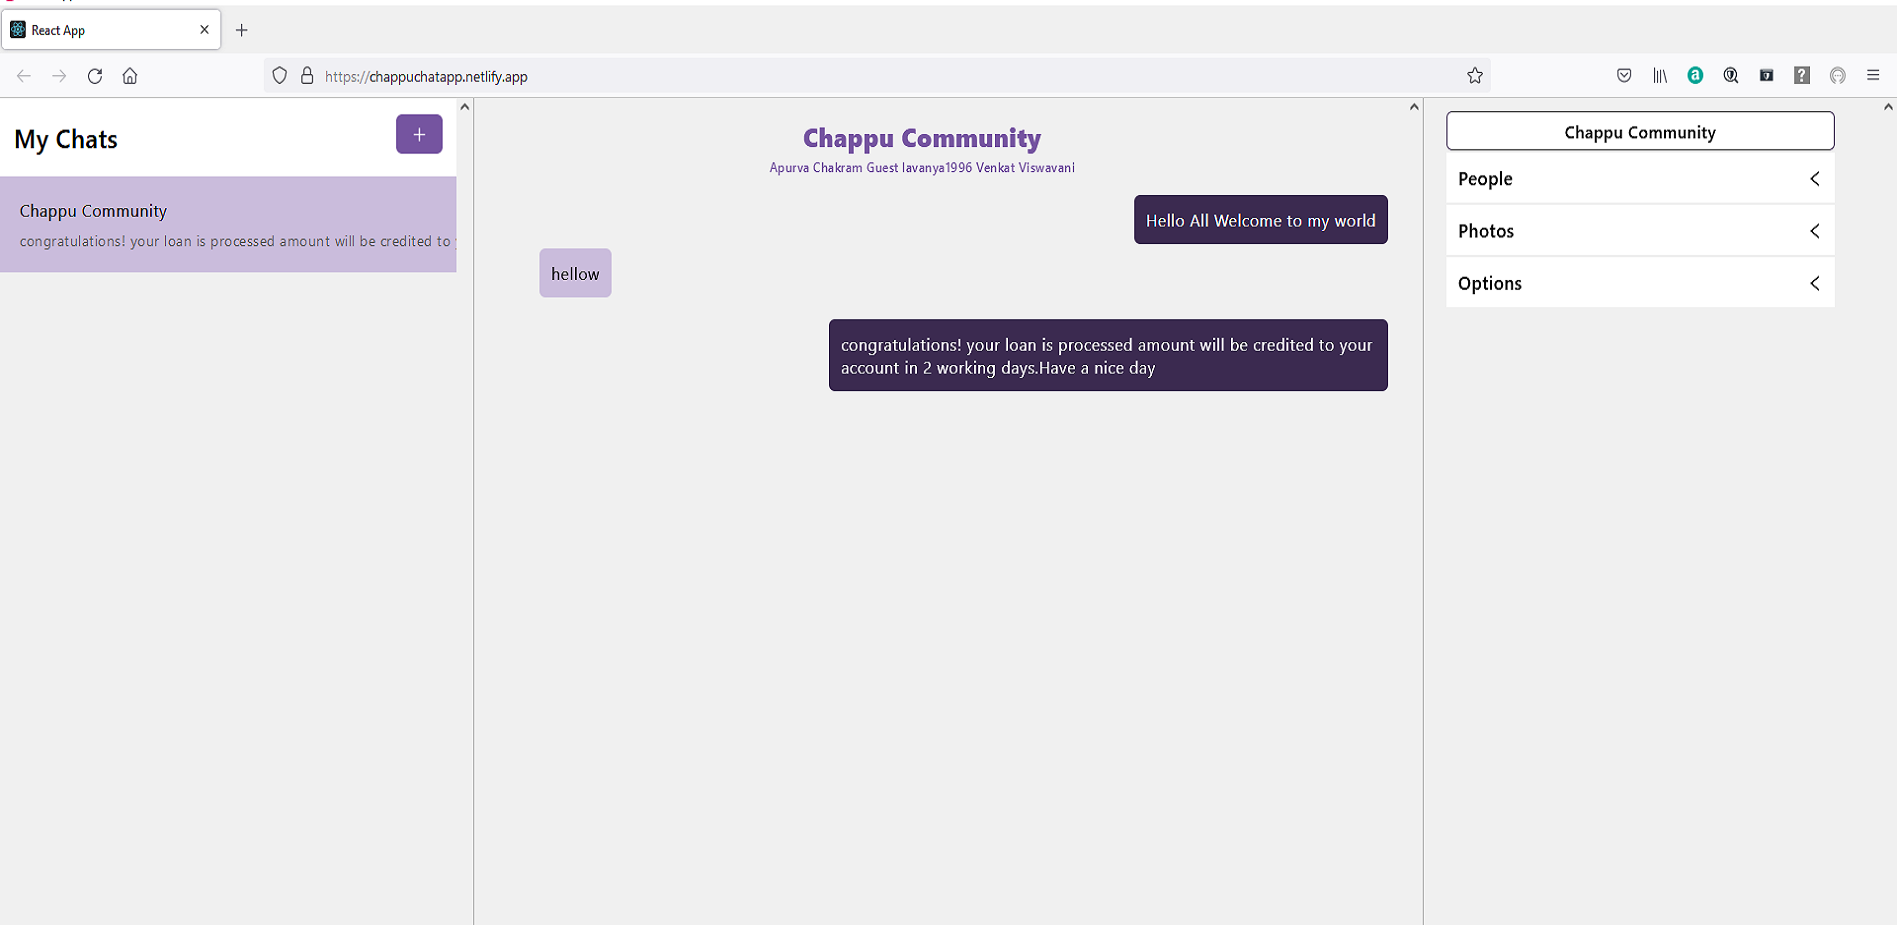 React App
https://chappuchatapp.netlify.app
My Chats
+
Chappu Community
congratulations! your loan is processed amount will be credited to
Chappu Community
Apurva Chakram Guest lavanya1996 Venkat Viswavani
Hello All Welcome to my world
hellow
congratulations! your loan is processed amount will be credited to your
account in 2 working days.Have a nice day
Chappu Community
People
Photos
Options